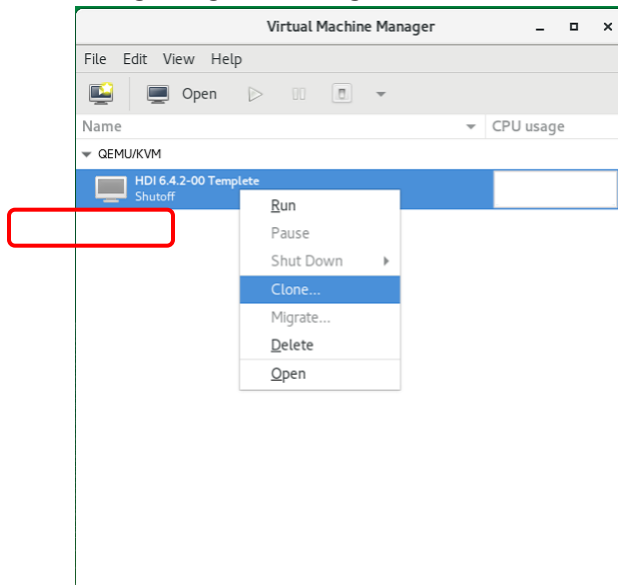 Virtual Machine Manager
File Edit View Help
Open
Name CPU usage
QEMU/KVM
HDI 6.4.2-00 Templete
Shutoff
Run
Pause
Shut Down
Clone...
Migrate...
Delete
Open